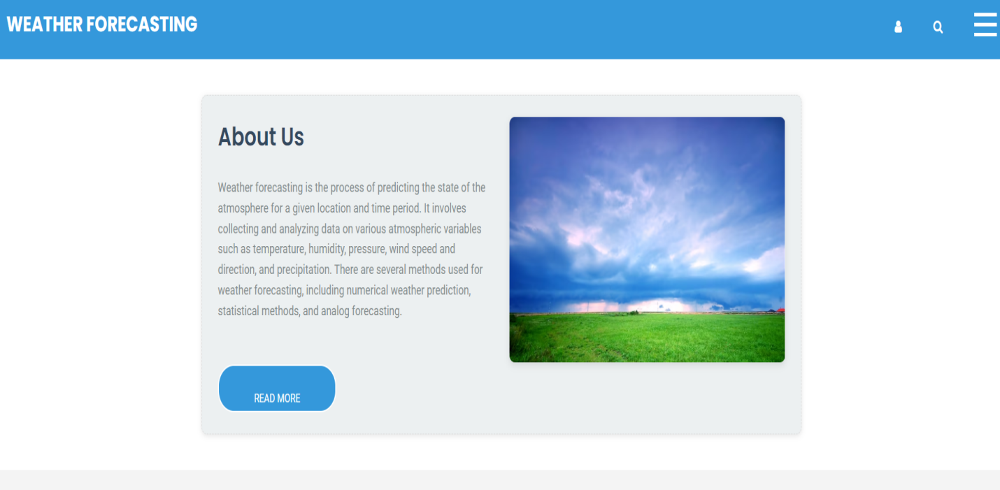 WEATHER FORECASTING
About Us
Weather forecasting is the process of predicting the state of the
atmosphere for a given location and time period. It involves
collecting and analyzing data on various atmospheric variables
such as temperature, humidity, pressure, wind speed and
direction, and precipitation. There are several methods used for
weather forecasting, including numerical weather prediction,
statistical methods, and analog forecasting.
READ MORE